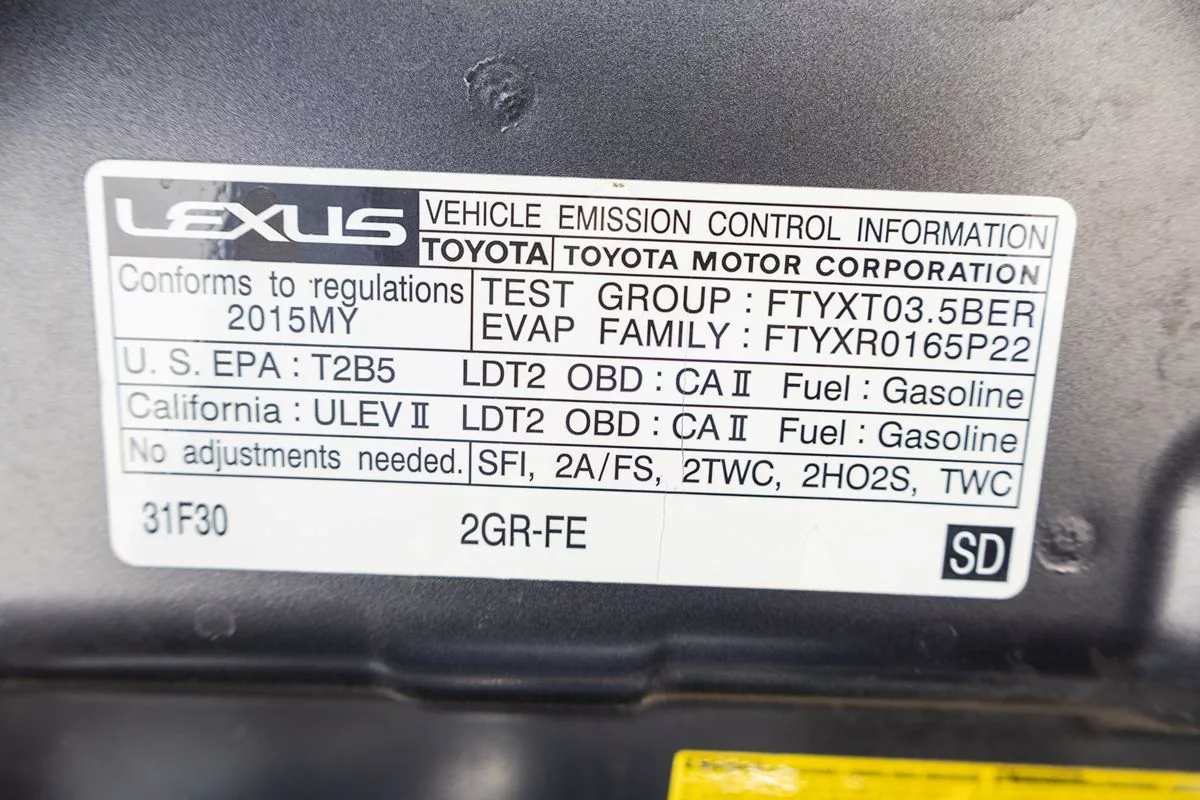 LEXUS VEHICLE EMISSION CONTROL INFORMATION
TOYOTA TOYOTA MOTOR CORPORATION
Conforms to regulations
2015MY
TEST GROUP : FTYXT03.5BER
EVAP FAMILY : FTYXR0165P22
U. S. EPA : T2B5 LDT2 OBD : CA II Fuel : Gasoline
California : ULEV II LDT2 OBD : CA II Fuel : Gasoline
No adjustments needed. SFI, 2A/FS, 2TWC, 2HO2S, TWC
31F30 2GR-FE SD